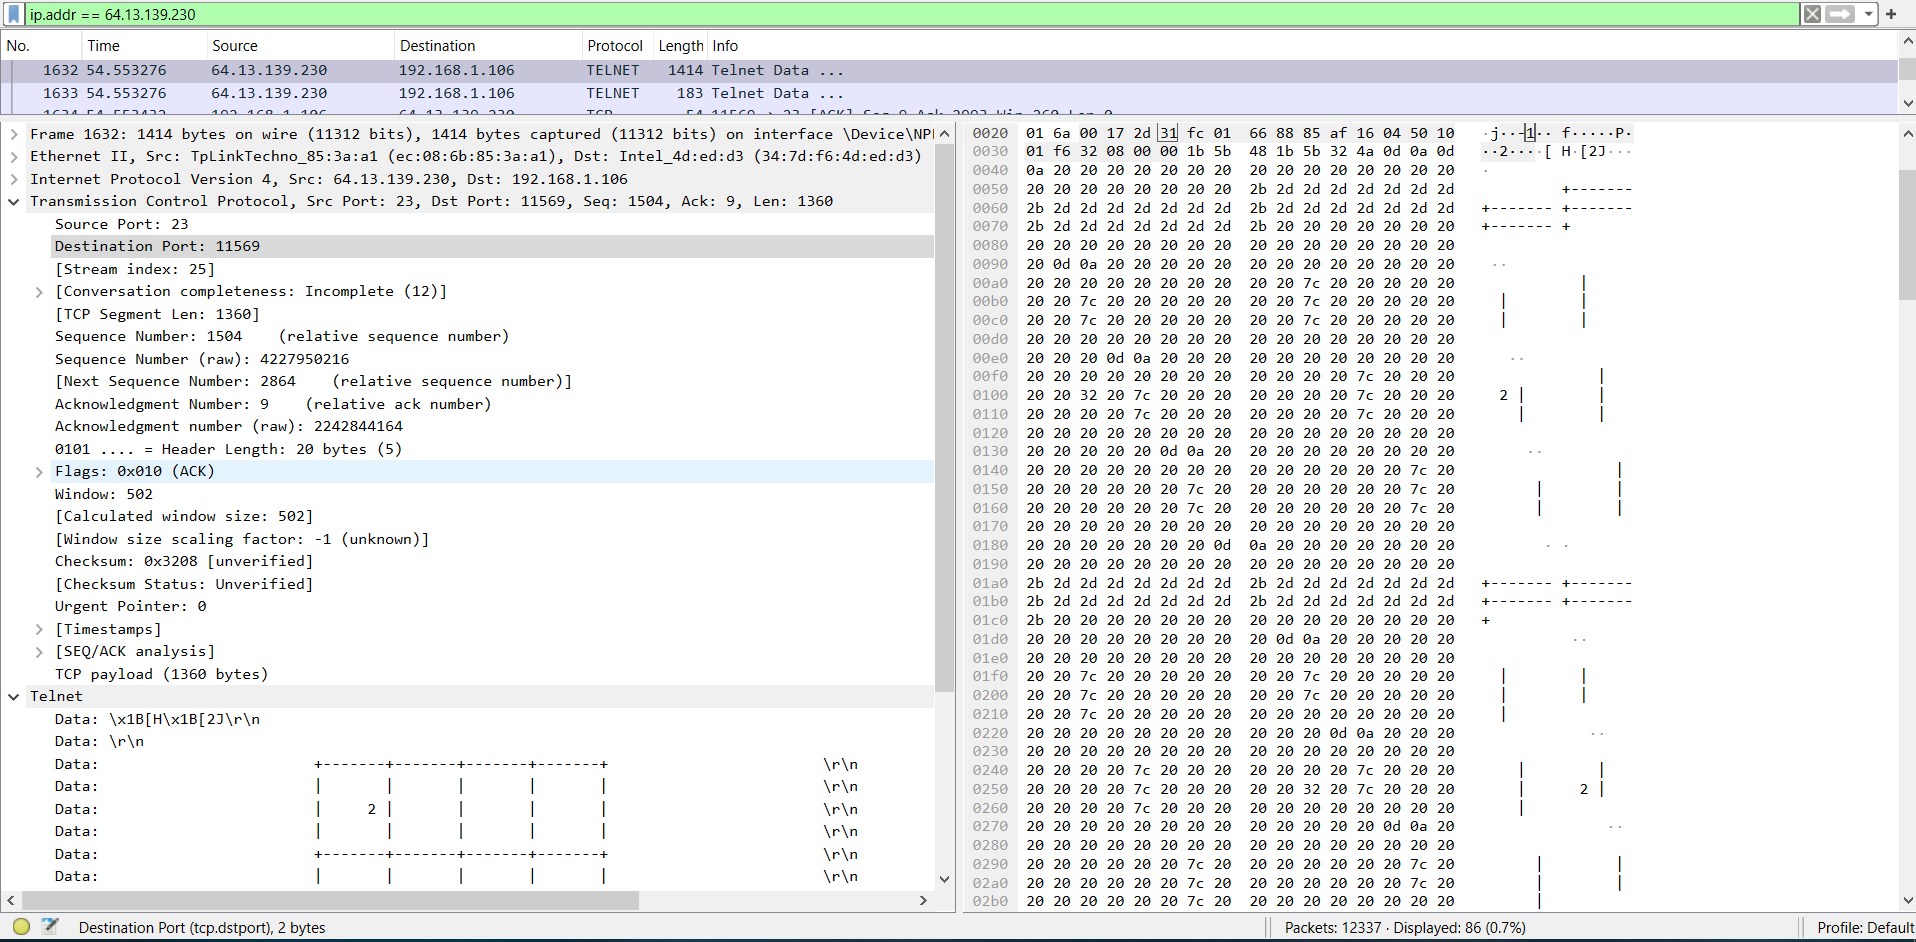 ip.addr == 64.13.139.230
No. Time Source Destination Protocol Length Info
1632 54.553276 64.13.139.230 192.168.1.106 TELNET 1414 Telnet Data ...
1633 54.553276 64.13.139.230 192.168.1.106 TELNET 183 Telnet Data ...
Frame 1632: 1414 bytes on wire (11312 bits), 1414 bytes captured (11312 bits) on interface \Device\NPI
Ethernet II, Src: TpLinkTechno_85:3a:a1 (ec:08:6b:85:3a:a1), Dst: Intel_4d:ed:d3 (34:7d:f6:4d:ed:d3)
Internet Protocol Version 4, Src: 64.13.139.230, Dst: 192.168.1.106
Transmission Control Protocol, Src Port: 23, Dst Port: 11569, Seq: 1504, Ack: 9, Len: 1360
Source Port: 23
Destination Port: 11569
[Stream index: 25]
[Conversation completeness: Incomplete (12)]
[TCP Segment Len: 1360]
Sequence Number: 1504    (relative sequence number)
Sequence Number (raw): 4227950216
[Next Sequence Number: 2864    (relative sequence number)]
Acknowledgment Number: 9    (relative ack number)
Acknowledgment number (raw): 2242844164
0101 .... = Header Length: 20 bytes (5)
Flags: 0x010 (ACK)
Window: 502
[Calculated window size: 502]
[Window size scaling factor: -1 (unknown)]
Checksum: 0x3208 [unverified]
[Checksum Status: Unverified]
Urgent Pointer: 0
[Timestamps]
[SEQ/ACK analysis]
TCP payload (1360 bytes)
Telnet
Data: \x1B[H\x1B[2J\r\n
Data: \r\n
Data: +-------+-------+-------+-------+ \r\n
Data: |       |       |       |       | \r\n
Data: |     2 |       |       |       | \r\n
Data: |       |       |       |       | \r\n
Data: +-------+-------+-------+-------+ \r\n
Data: |       |       |       |       | \r\n
0020 01 6a 00 17 2d 31 fc 01 66 88 85 af 16 04 50 10 ·j··-1·· f·····P·
0030 01 f6 32 08 00 00 1b 5b 48 1b 5b 32 4a 0d 0a 0d ··2····[ H·[2J···
0040 0a 20 20 20 20 20 20 20 20 20 20 20 20 20 20 20 ·
0050 20 20 20 20 20 20 20 20 2b 2d 2d 2d 2d 2d 2d 2d +-------
0060 2b 2d 2d 2d 2d 2d 2d 2d 2b 2d 2d 2d 2d 2d 2d 2d +------- +-------
0070 2b 2d 2d 2d 2d 2d 2d 2d 2b 20 20 20 20 20 20 20 +------- +
0080 20 20 20 20 20 20 20 20 20 20 20 20 20 20 20 20
0090 20 0d 0a 20 20 20 20 20 20 20 20 20 20 20 20 20 ··
00a0 20 20 20 20 20 20 20 20 20 20 7c 20 20 20 20 20 |
00b0 20 20 7c 20 20 20 20 20 20 20 7c 20 20 20 20 20 | |
00c0 20 20 7c 20 20 20 20 20 20 20 7c 20 20 20 20 20 | |
00d0 20 20 20 20 20 20 20 20 20 20 20 20 20 20 20 20
00e0 20 20 20 0d 0a 20 20 20 20 20 20 20 20 20 20 20 ··
00f0 20 20 20 20 20 20 20 20 20 20 20 20 7c 20 20 20 |
0100 20 20 32 20 7c 20 20 20 20 20 20 20 7c 20 20 20 2 | |
0110 20 20 20 20 7c 20 20 20 20 20 20 20 7c 20 20 20 | |
0120 20 20 20 20 20 20 20 20 20 20 20 20 20 20 20 20
0130 20 20 20 20 20 0d 0a 20 20 20 20 20 20 20 20 20 ··
0140 20 20 20 20 20 20 20 20 20 20 20 20 20 20 7c 20 |
0150 20 20 20 20 20 20 7c 20 20 20 20 20 20 20 7c 20 | |
0160 20 20 20 20 20 20 7c 20 20 20 20 20 20 20 7c 20 | |
0170 20 20 20 20 20 20 20 20 20 20 20 20 20 20 20 20
0180 20 20 20 20 20 20 20 0d 0a 20 20 20 20 20 20 20 · ·
0190 20 20 20 20 20 20 20 20 20 20 20 20 20 20 20 20
01a0 2b 2d 2d 2d 2d 2d 2d 2d 2b 2d 2d 2d 2d 2d 2d 2d +------- +-------
01b0 2b 2d 2d 2d 2d 2d 2d 2d 2b 2d 2d 2d 2d 2d 2d 2d +------- +-------
01c0 2b 20 20 20 20 20 20 20 20 20 20 20 20 20 20 20 +
01d0 20 20 20 20 20 20 20 20 20 0d 0a 20 20 20 20 20 ··
01e0 20 20 20 20 20 20 20 20 20 20 20 20 20 20 20 20
01f0 20 20 7c 20 20 20 20 20 20 20 7c 20 20 20 20 20 | |
0200 20 20 7c 20 20 20 20 20 20 20 7c 20 20 20 20 20 | |
0210 20 20 7c 20 20 20 20 20 20 20 20 20 20 20 20 20 |
0220 20 20 20 20 20 20 20 20 20 20 20 0d 0a 20 20 20 ··
0230 20 20 20 20 20 20 20 20 20 20 20 20 20 20 20 20
0240 20 20 20 20 7c 20 20 20 20 20 20 20 7c 20 20 20 | |
0250 20 20 20 20 7c 20 20 20 20 20 32 20 7c 20 20 20 | 2 |
0260 20 20 20 20 7c 20 20 20 20 20 20 20 20 20 20 20 |
0270 20 20 20 20 20 20 20 20 20 20 20 20 20 0d 0a 20 ··
0280 20 20 20 20 20 20 20 20 20 20 20 20 20 20 20 20
0290 20 20 20 20 20 20 7c 20 20 20 20 20 20 20 7c 20 | |
02a0 20 20 20 20 20 20 7c 20 20 20 20 20 20 20 7c 20 | |
02b0 20 20 20 20 20 20 7c 20 20 20 20 20 20 20 20 20 |
Destination Port (tcp.dstport), 2 bytes
Packets: 12337 · Displayed: 86 (0.7%)
Profile: Default